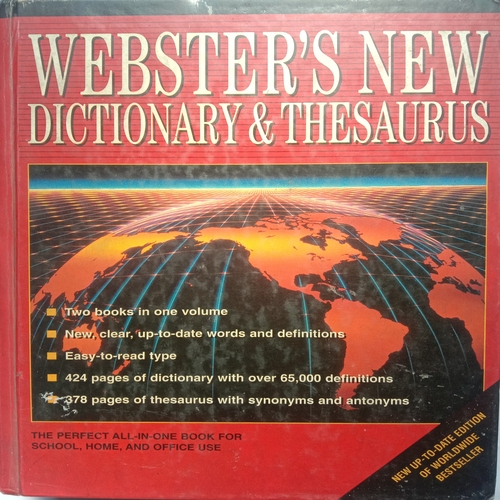 WEBSTER'S NEW
DICTIONARY & THESAURUS
Two books in one volume
New, clear, up-to-date words and definitions
Easy-to-read type
424 pages of dictionary with over 65,000 definitions
378 pages of thesaurus with synonyms and antonyms
THE PERFECT ALL-IN-ONE BOOK FOR
SCHOOL, HOME, AND OFFICE USE
NEW UP-TO-DATE EDITION
OF WORLDWIDE
BESTSELLER